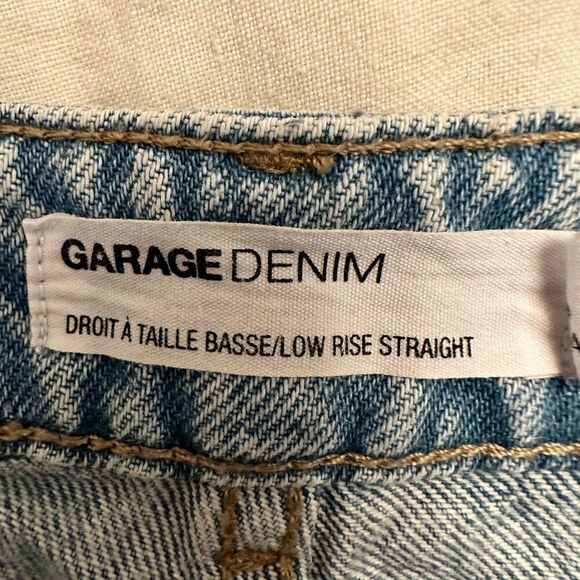 GARAGE DENIM
DROIT À TAILLE BASSE/LOW RISE STRAIGHT